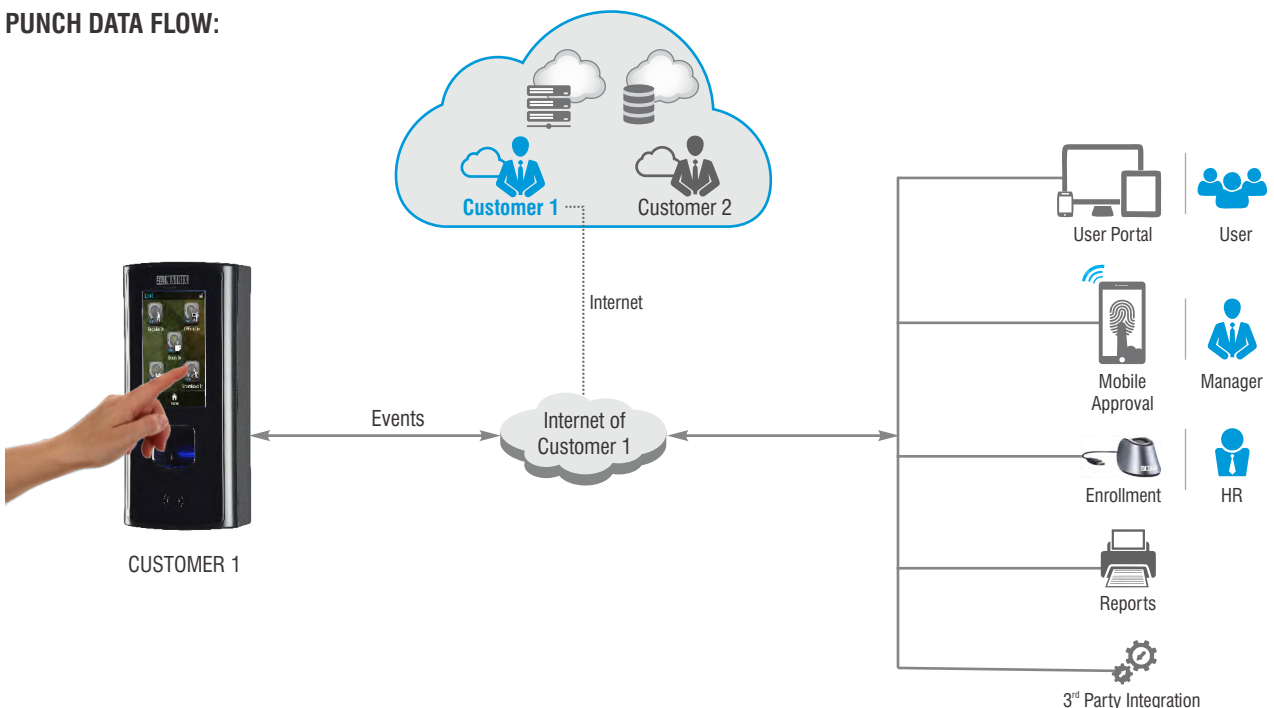 PUNCH DATA FLOW:
Customer 1
Customer 2
Internet
User Portal
User
MATRIX
Mobile
Approval
Manager
Events
Internet of
Customer 1
Enrollment
HR
CUSTOMER 1
Reports
3rd Party Integration